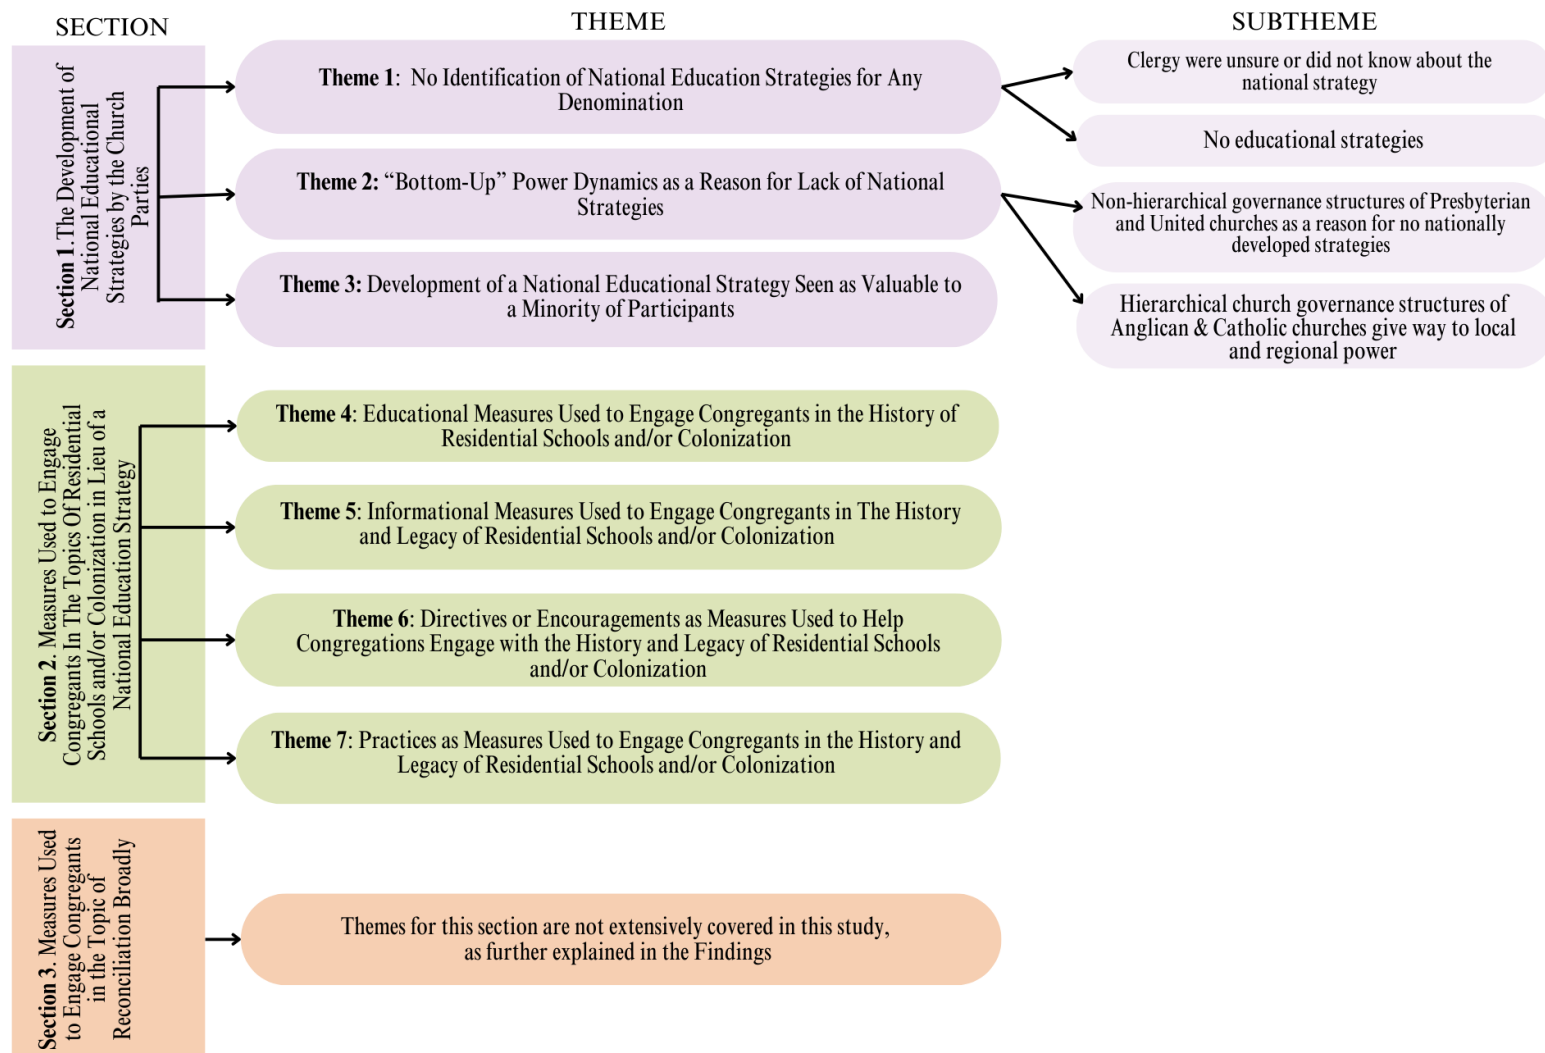 SECTION
THEME
SUBTHEME
Section 1.The Development of
National Educational
Strategies by the Church
Parties
Theme 1:  No Identification of National Education Strategies for Any
Denomination
Clergy were unsure or did not know about the
national strategy
No educational strategies
Theme 2: “Bottom-Up” Power Dynamics as a Reason for Lack of National
Strategies
Non-hierarchical governance structures of Presbyterian
and United churches as a reason for no nationally
developed strategies
Hierarchical church governance structures of
Anglican & Catholic churches give way to local
and regional power
Theme 3: Development of a National Educational Strategy Seen as Valuable to
a Minority of Participants
Section 2. Measures Used to Engage
Congregants In The Topics Of Residential
Schools and/or Colonization in Lieu of a
National Education Strategy
Theme 4: Educational Measures Used to Engage Congregants in the History of
Residential Schools and/or Colonization
Theme 5: Informational Measures Used to Engage Congregants in The History
and Legacy of Residential Schools and/or Colonization
Theme 6: Directives or Encouragements as Measures Used to Help
Congregations Engage with the History and Legacy of Residential Schools
and/or Colonization
Theme 7: Practices as Measures Used to Engage Congregants in the History and
Legacy of Residential Schools and/or Colonization
Section 3. Measures Used
to Engage Congregants
in the Topic of
Reconciliation Broadly
Themes for this section are not extensively covered in this study,
as further explained in the Findings